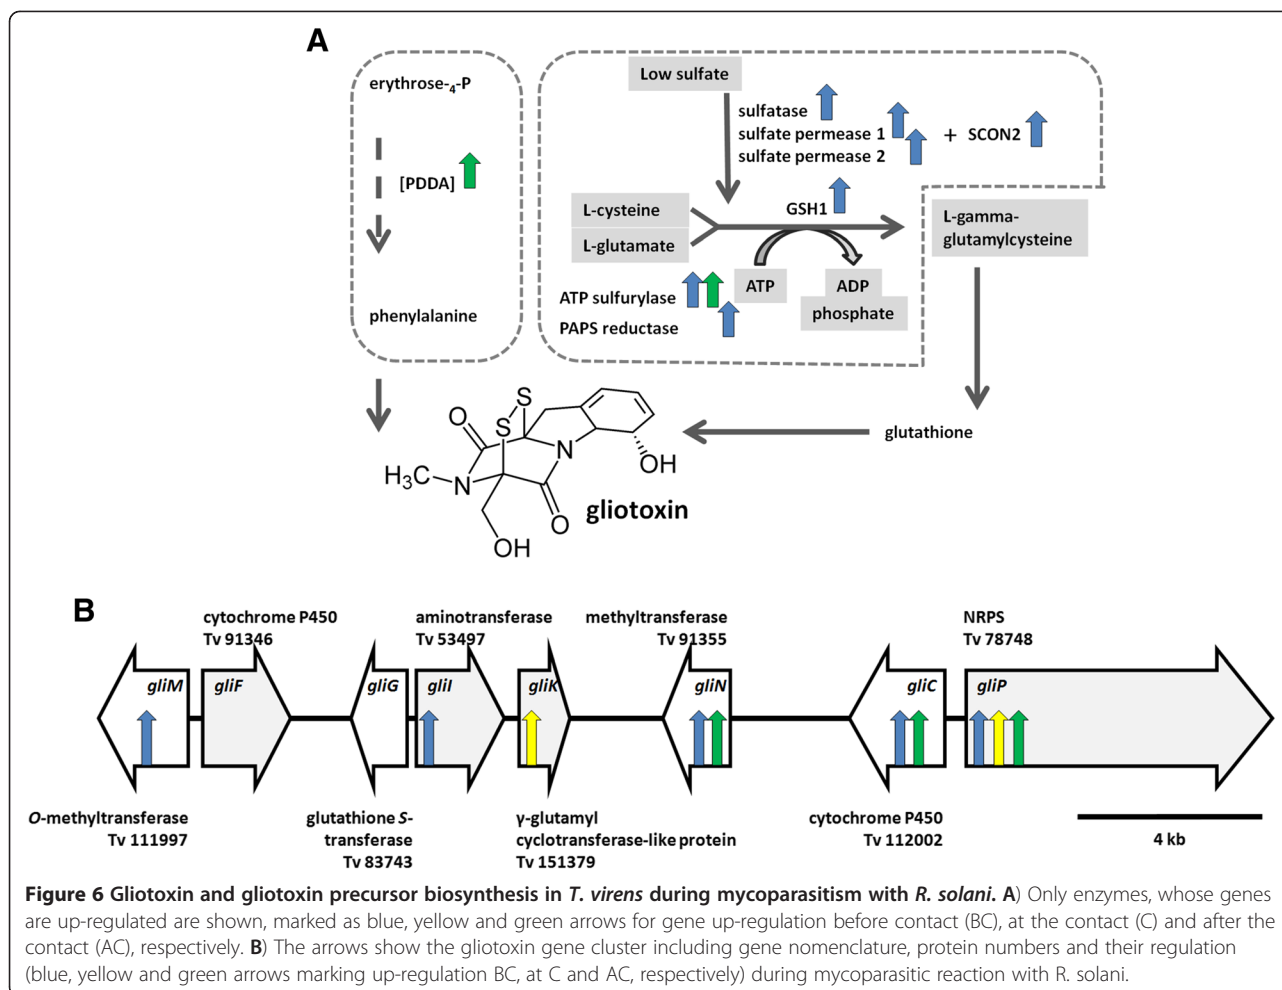 A
erythrose-4-P
[PDDA]
phenylalanine
Low sulfate
sulfatase
sulfate permease 1
sulfate permease 2
+ SCON2
GSH1
L-cysteine
L-glutamate
L-gamma-
glutamylcysteine
ATP sulfurylase
PAPS reductase
ATP
ADP
phosphate
glutathione
O
S
S
N
OH
H3C
N
O
OH
gliotoxin
B
cytochrome P450
Tv 91346
aminotransferase
Tv 53497
methyltransferase
Tv 91355
NRPS
Tv 78748
gliM
gliF
gliG
gliI
gliK
gliN
gliC
gliP
O-methyltransferase
Tv 111997
glutathione S-
transferase
Tv 83743
γ-glutamyl
cyclotransferase-like protein
Tv 151379
cytochrome P450
Tv 112002
4 kb
Figure 6 Gliotoxin and gliotoxin precursor biosynthesis in T. virens during mycoparasitism with R. solani. A) Only enzymes, whose genes
are up-regulated are shown, marked as blue, yellow and green arrows for gene up-regulation before contact (BC), at the contact (C) and after the
contact (AC), respectively. B) The arrows show the gliotoxin gene cluster including gene nomenclature, protein numbers and their regulation
(blue, yellow and green arrows marking up-regulation BC, at C and AC, respectively) during mycoparasitic reaction with R. solani.